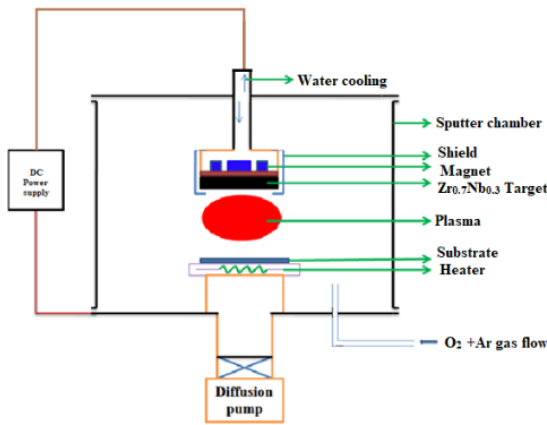 Water cooling
Sputter chamber
Shield
Magnet
Zr0.7Nb0.3 Target
DC
Power
supply
Plasma
Substrate
Heater
O2 +Ar gas flow
Diffusion
pump